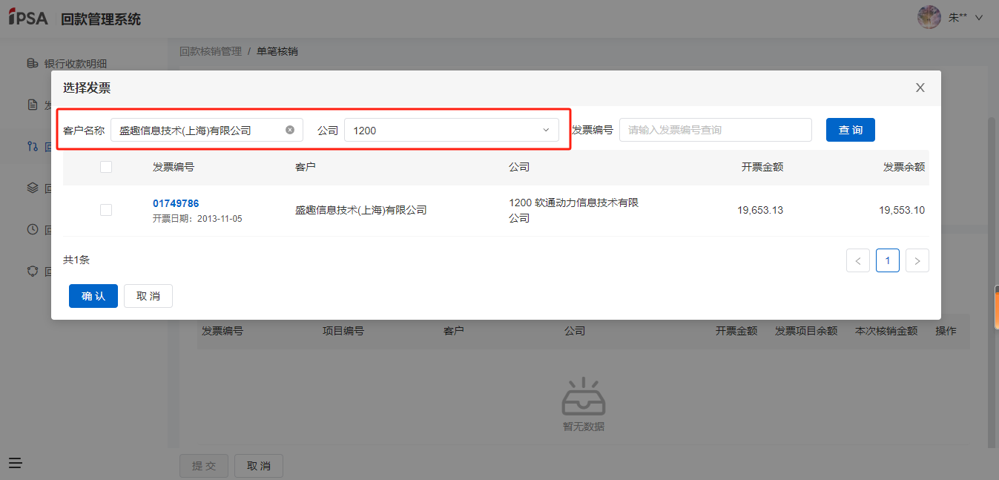 iPSA 回款管理系统 朱**
回款核销管理 / 单笔核销
银行收款明细
选择发票 X
发
客户名称 盛趣信息技术(上海)有限公司 公司 1200 发票编号 请输入发票编号查询 查 询
回
发票编号 客户 公司 开票金额 发票余额
回
01749786
开票日期：2013-11-05
盛趣信息技术(上海)有限公司
1200 软通动力信息技术有限
公司
19,653.13 19,553.10
回
共1条 < 1 >
回
确 认 取 消
发票编号 项目编号 客户 公司 开票金额 发票项目余额 本次核销金额 操作
暂无数据
提 交 取 消